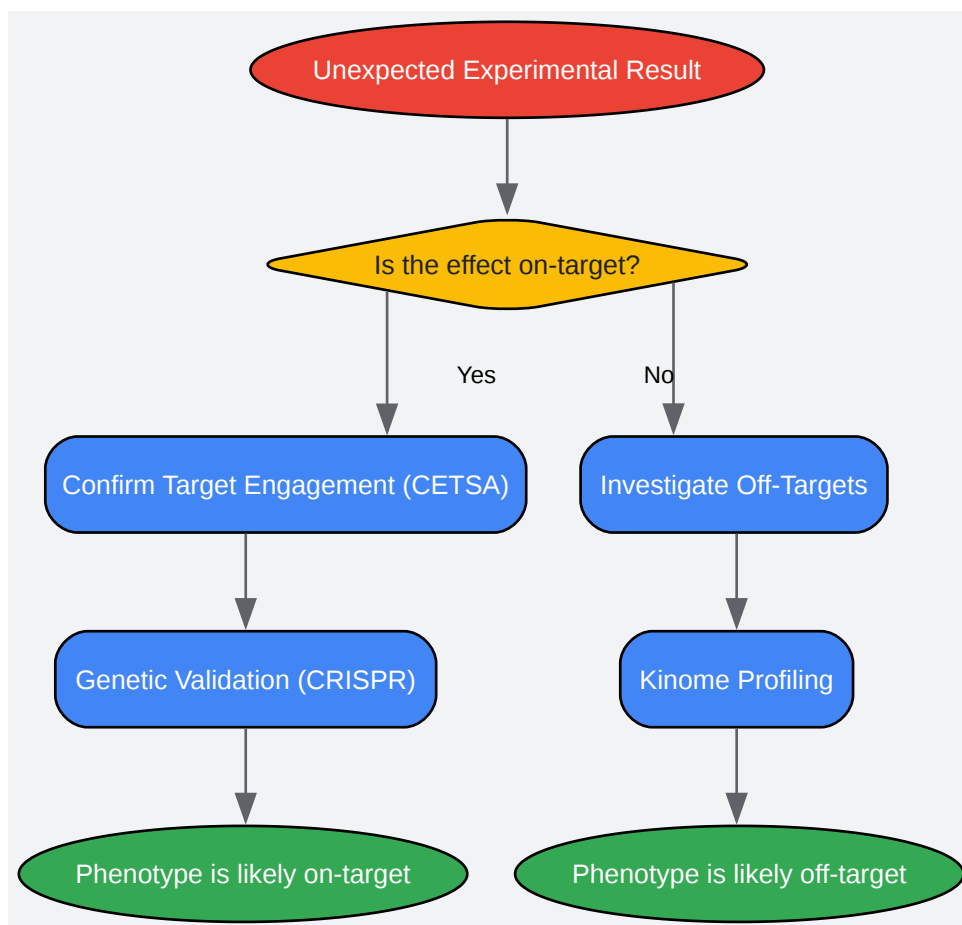 Unexpected Experimental Result
Is the effect on-target?
Yes
No
Confirm Target Engagement (CETSA)
Investigate Off-Targets
Genetic Validation (CRISPR)
Kinome Profiling
Phenotype is likely on-target
Phenotype is likely off-target